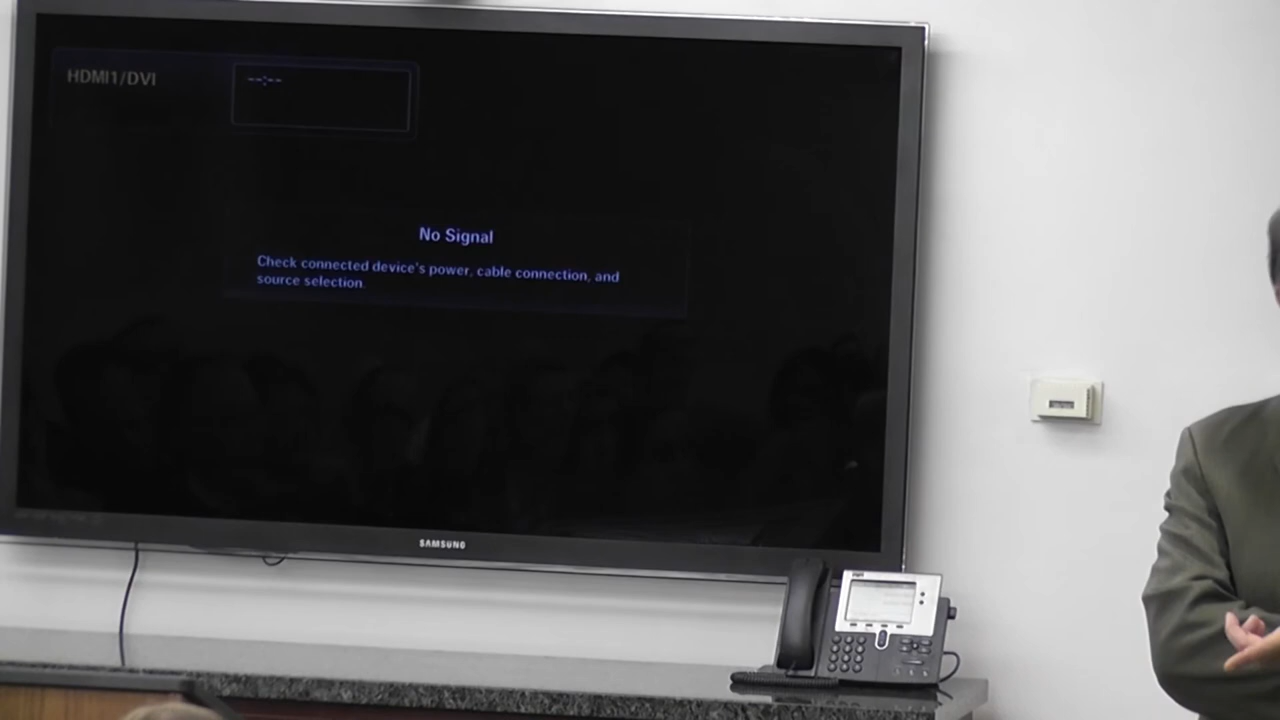 HDMI1/DVI
--:--
No Signal
Check connected device's power, cable connection, and
source selection.
SAMSUNG